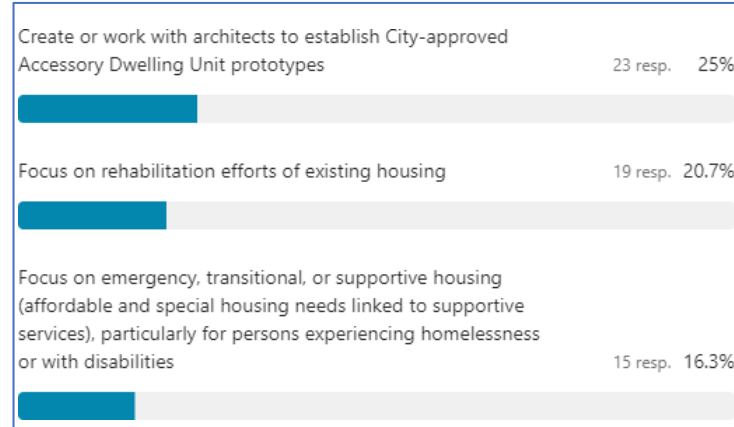 Create or work with architects to establish City-approved
Accessory Dwelling Unit prototypes 23 resp. 25%
Focus on rehabilitation efforts of existing housing 19 resp. 20.7%
Focus on emergency, transitional, or supportive housing
(affordable and special housing needs linked to supportive
services), particularly for persons experiencing homelessness
or with disabilities 15 resp. 16.3%